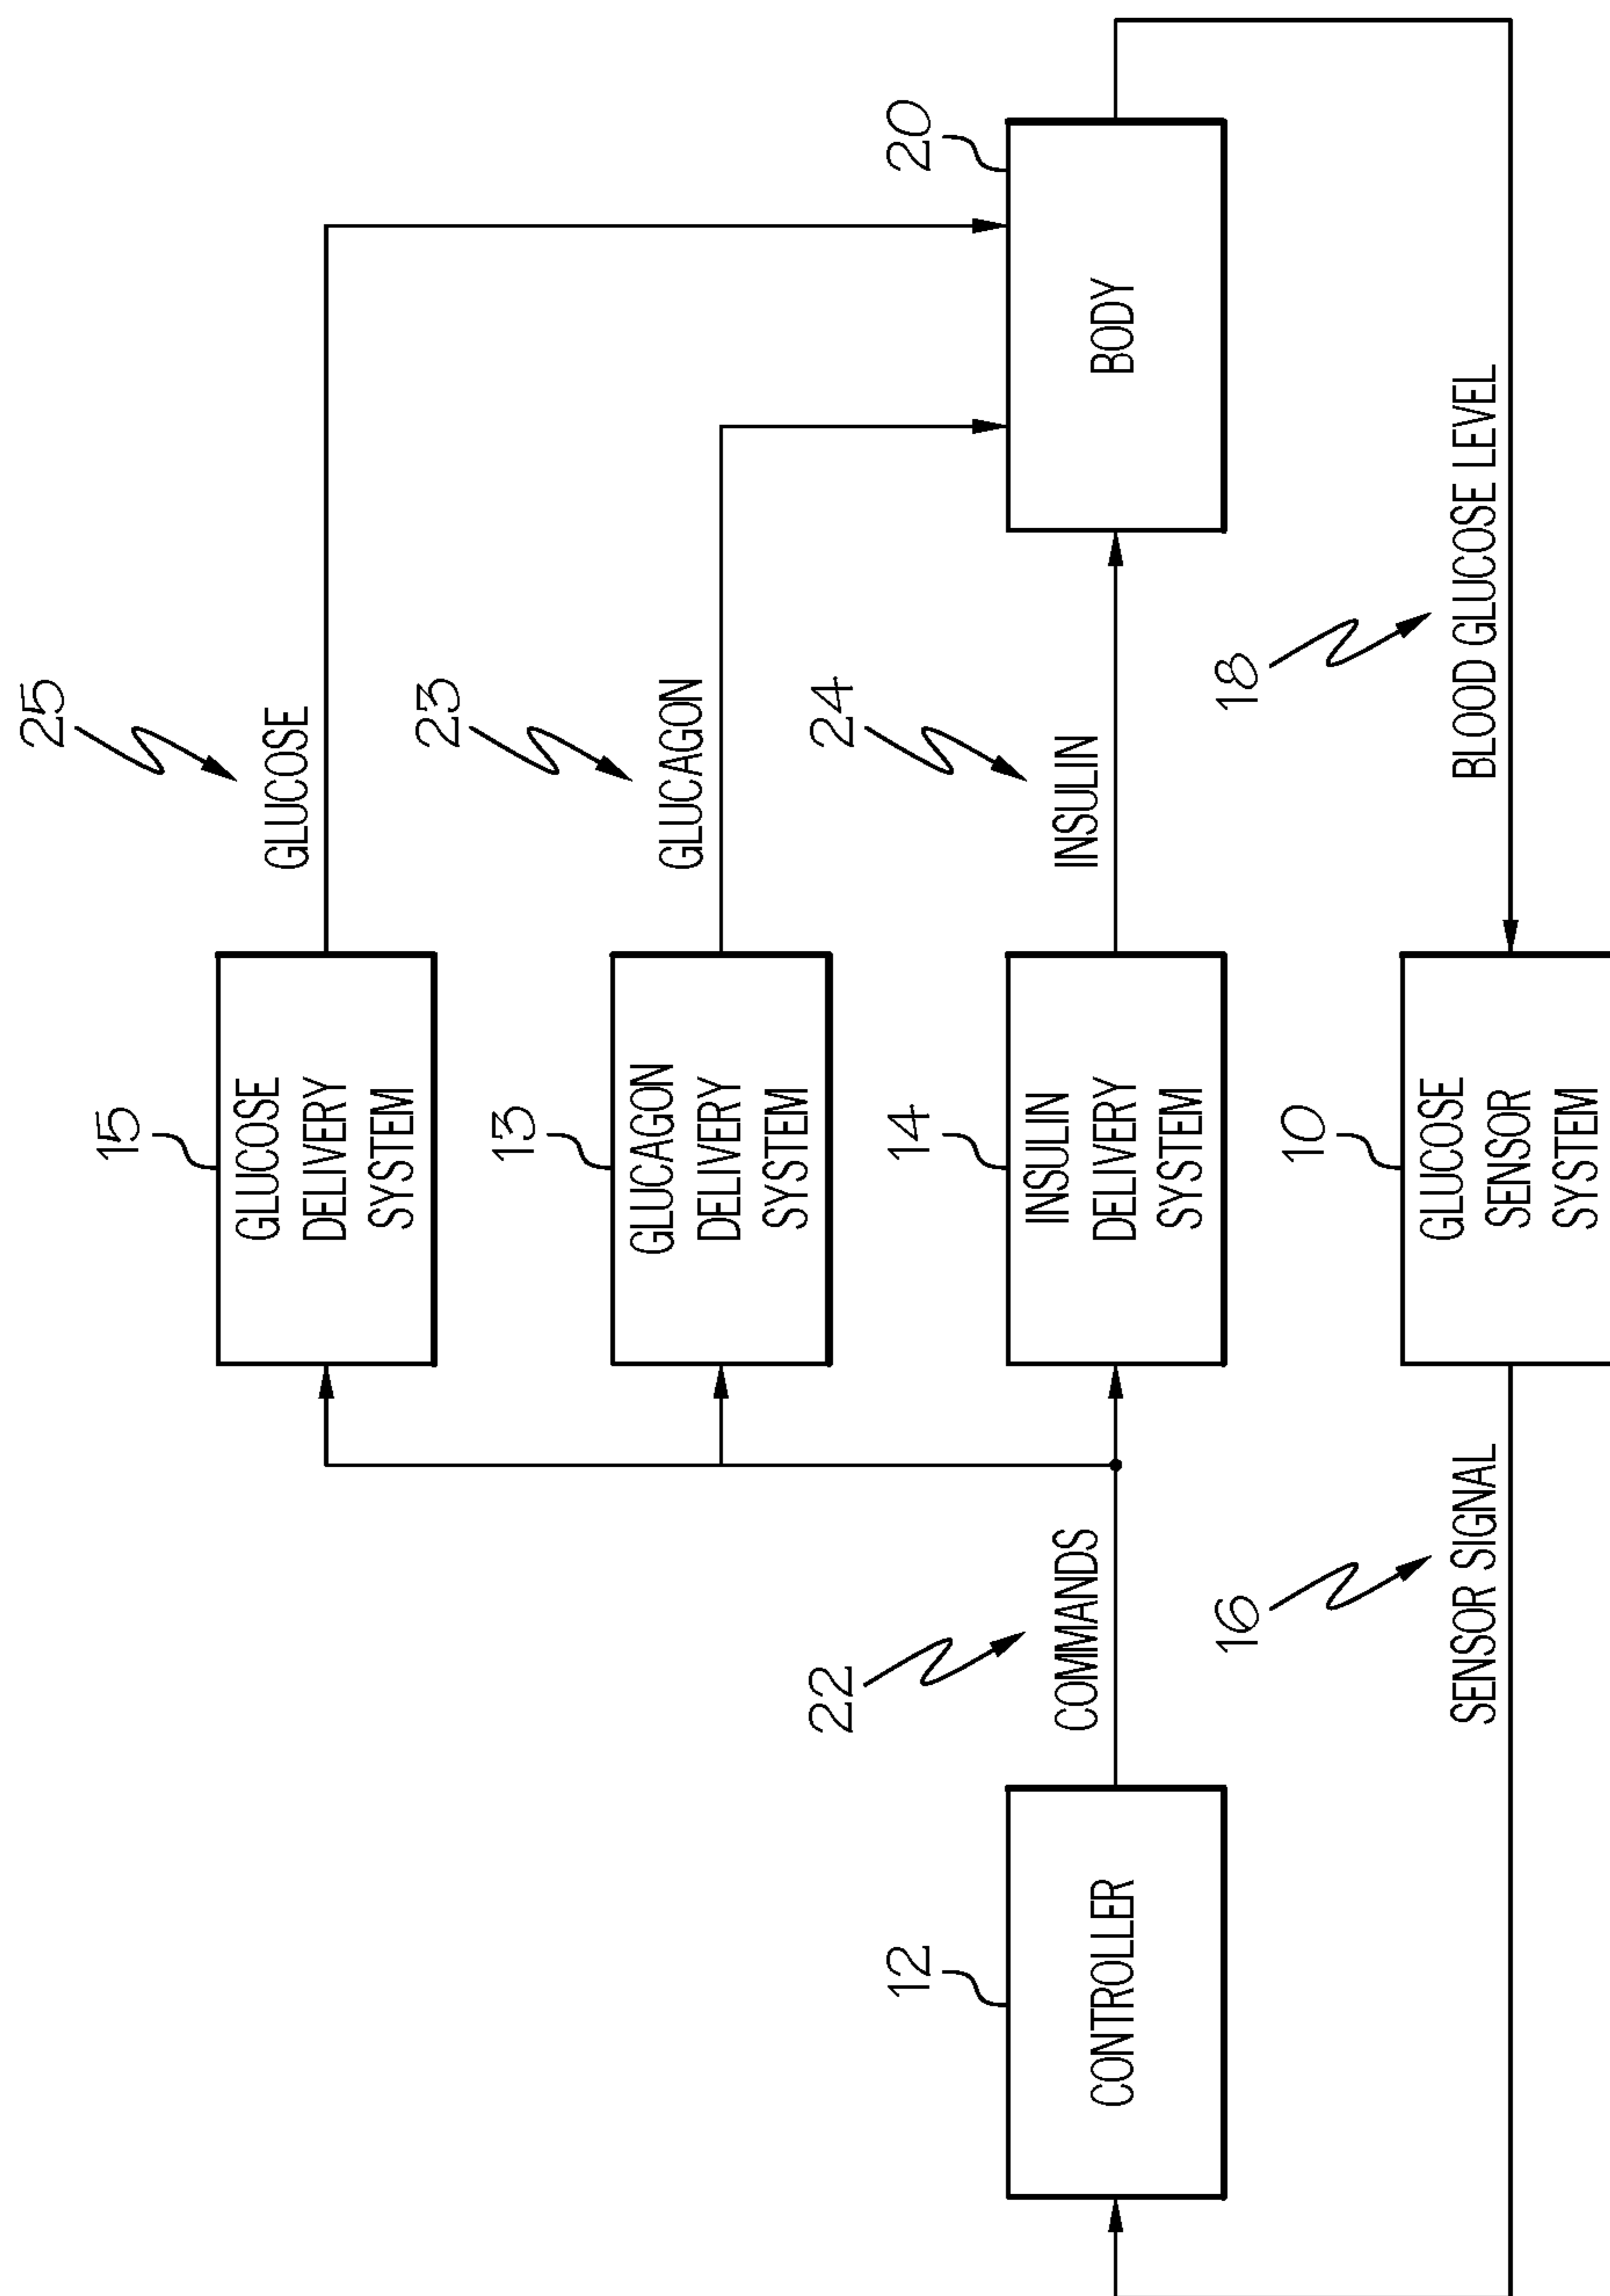 25
GLUCOSE
15
GLUCOSE
DELIVERY
SYSTEM
23
GLUCAGON
13
GLUCAGON
DELIVERY
SYSTEM
24
INSULIN
20
BODY
12
CONTROLLER
22
COMMANDS
14
INSULIN
DELIVERY
SYSTEM
16
SENSOR SIGNAL
10
GLUCOSE
SENSOR
SYSTEM
18
BLOOD GLUCOSE LEVEL